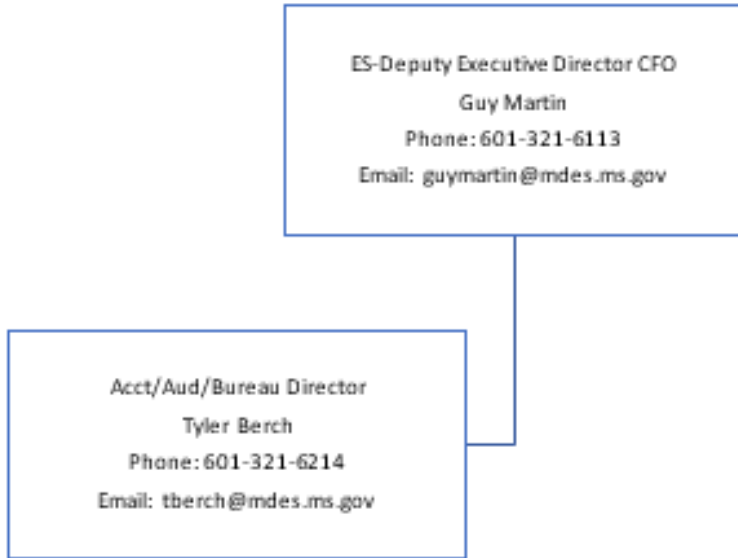 ES-Deputy Executive Director CFO
Guy Martin
Phone: 601-321-6113
Email: guymartin@mdes.ms.gov
Acct/Aud/Bureau Director
Tyler Berch
Phone: 601-321-6214
Email: tberch@mdes.ms.gov